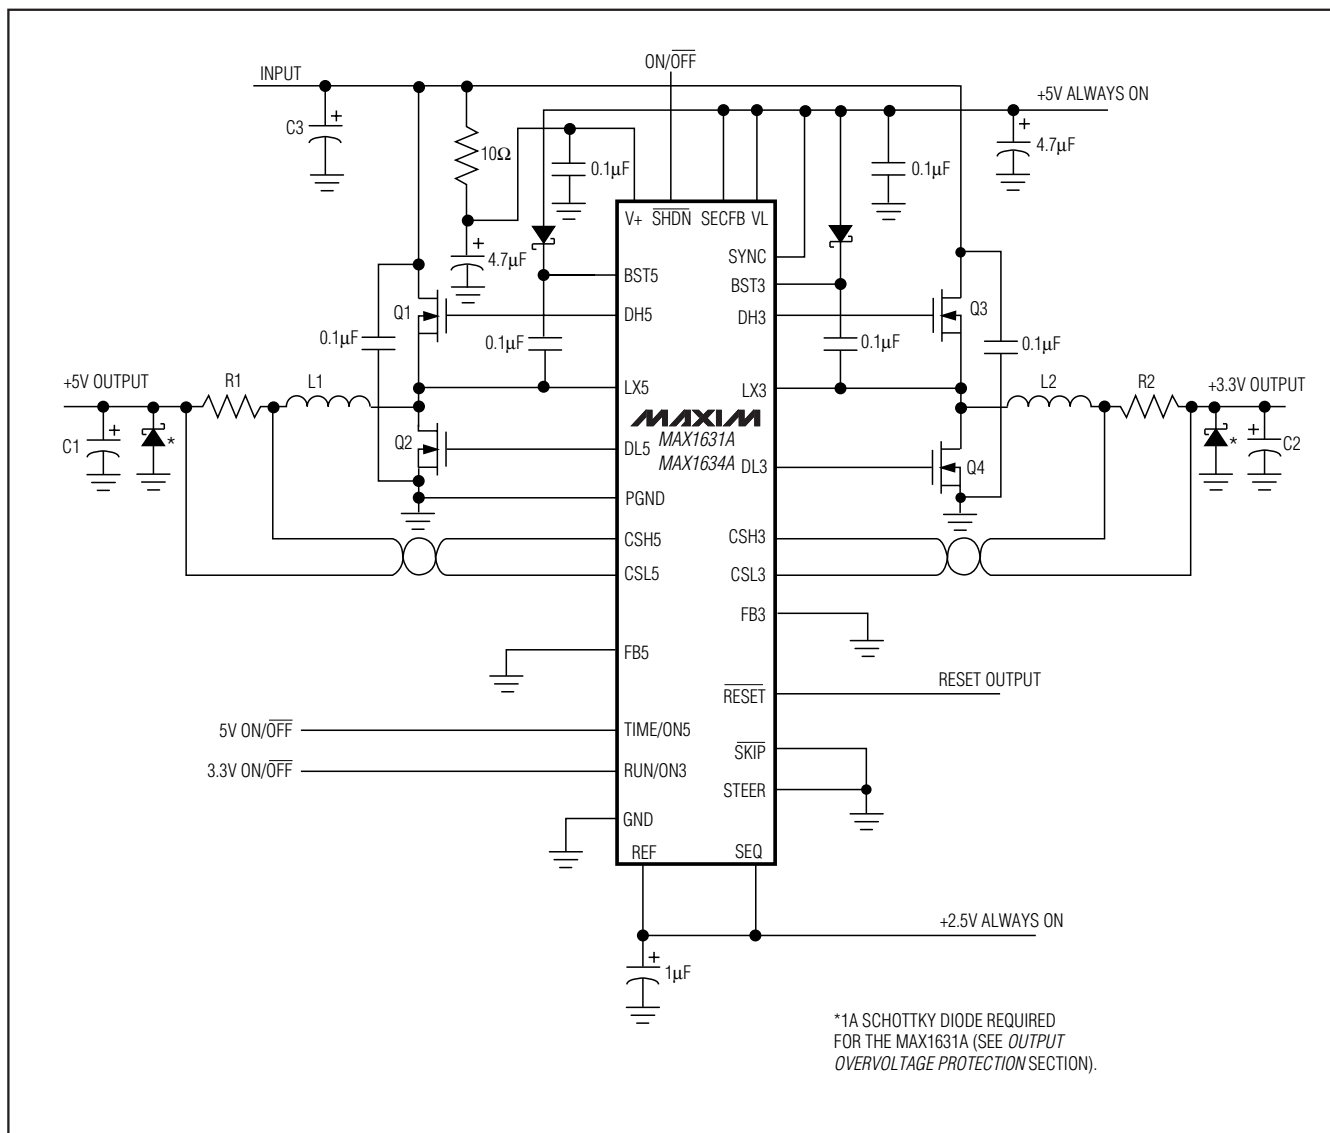 ON/OFF
INPUT
+5V ALWAYS ON
C3
+
10Ω
0.1µF
0.1µF
+
4.7µF
V+
SHDN
SECFB
VL
+
4.7µF
SYNC
BST5
BST3
Q1
DH5
DH3
Q3
0.1µF
0.1µF
0.1µF
0.1µF
+5V OUTPUT
R1
L1
LX5
LX3
L2
R2
+3.3V OUTPUT
MAXIM
MAX1631A
MAX1634A
C1
+
*
Q2
DL5
DL3
Q4
*
+
C2
PGND
CSH5
CSH3
CSL5
CSL3
FB3
FB5
RESET
RESET OUTPUT
5V ON/OFF
TIME/ON5
SKIP
3.3V ON/OFF
RUN/ON3
STEER
GND
REF
SEQ
+2.5V ALWAYS ON
+
1µF
*1A SCHOTTKY DIODE REQUIRED
FOR THE MAX1631A (SEE OUTPUT
OVERVOLTAGE PROTECTION SECTION).